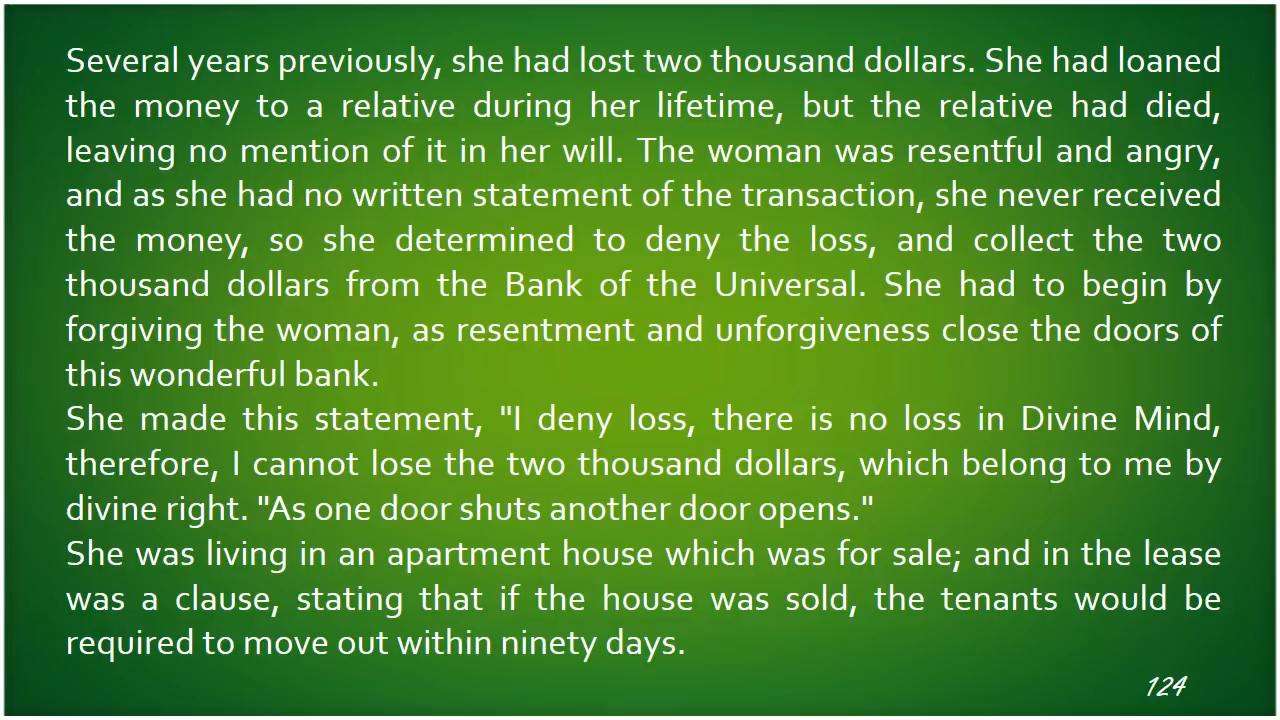 Several years previously, she had lost two thousand dollars. She had loaned
the money to a relative during her lifetime, but the relative had died,
leaving no mention of it in her will. The woman was resentful and angry,
and as she had no written statement of the transaction, she never received
the money, so she determined to deny the loss, and collect the two
thousand dollars from the Bank of the Universal. She had to begin by
forgiving the woman, as resentment and unforgiveness close the doors of
this wonderful bank.
She made this statement, "I deny loss, there is no loss in Divine Mind,
therefore, I cannot lose the two thousand dollars, which belong to me by
divine right. "As one door shuts another door opens."
She was living in an apartment house which was for sale; and in the lease
was a clause, stating that if the house was sold, the tenants would be
required to move out within ninety days.
124